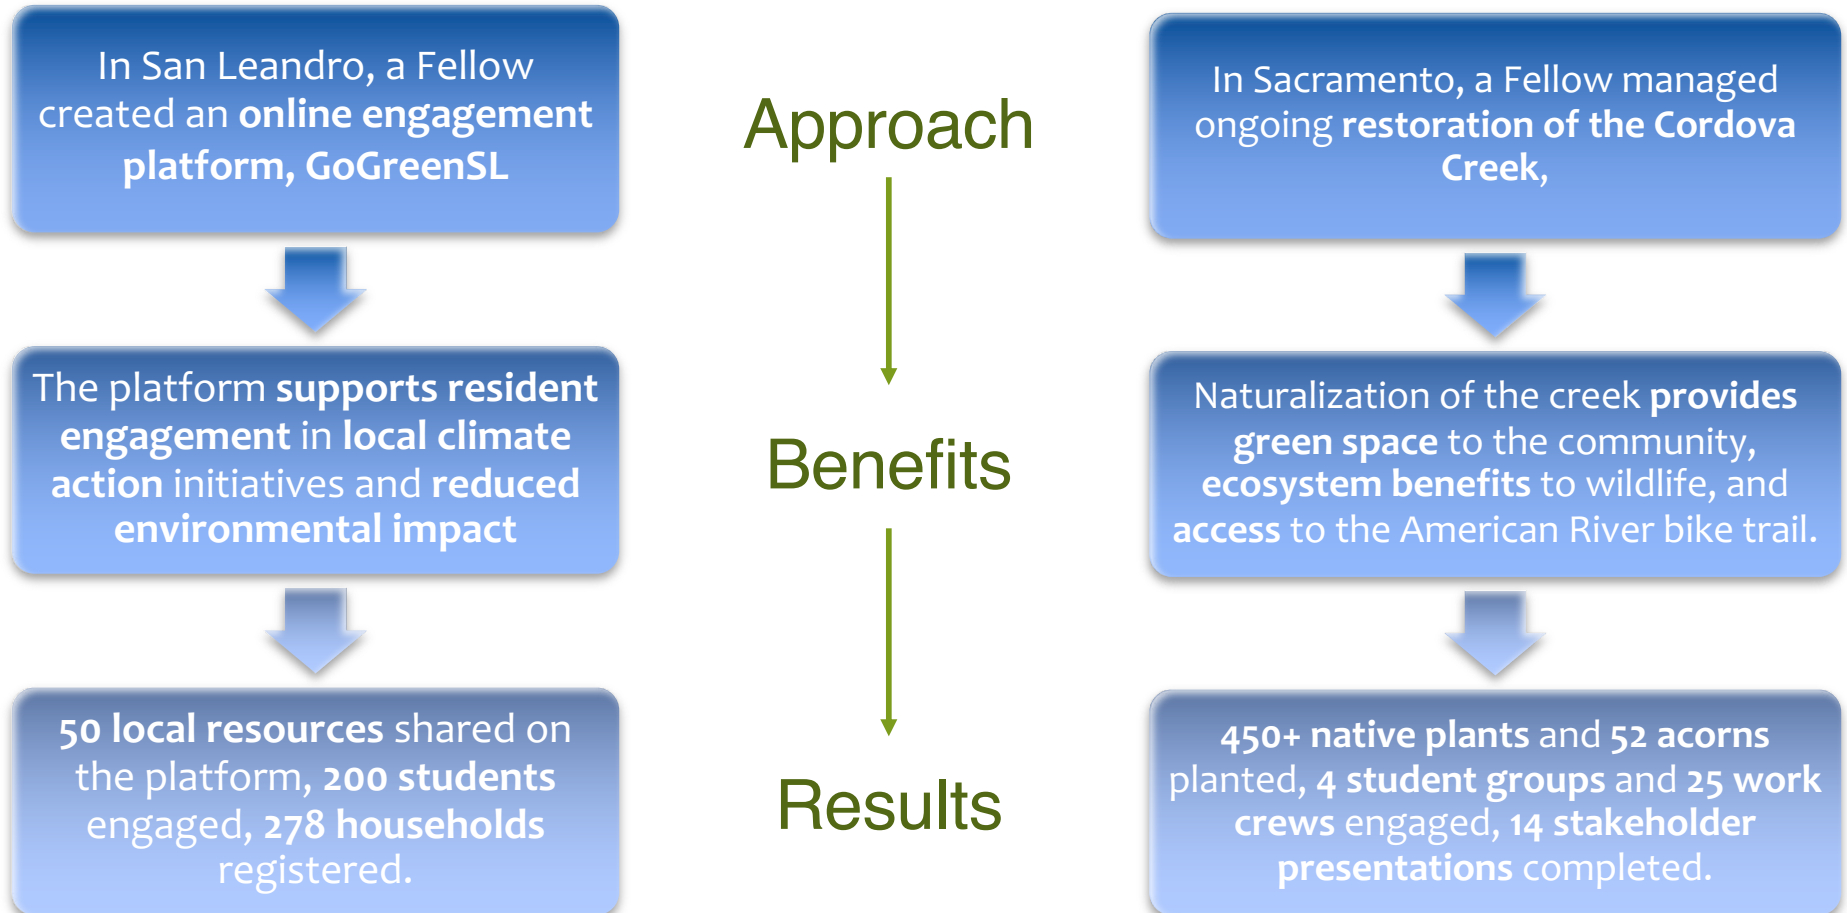 In San Leandro, a Fellow
created an online engagement
platform, GoGreenSL
The platform supports resident
engagement in local climate
action initiatives and reduced
environmental impact
50 local resources shared on
the platform, 200 students
engaged, 278 households
registered.
Approach
Benefits
Results
In Sacramento, a Fellow managed
ongoing restoration of the Cordova
Creek,
Naturalization of the creek provides
green space to the community,
ecosystem benefits to wildlife, and
access to the American River bike trail.
450+ native plants and 52 acorns
planted, 4 student groups and 25 work
crews engaged, 14 stakeholder
presentations completed.